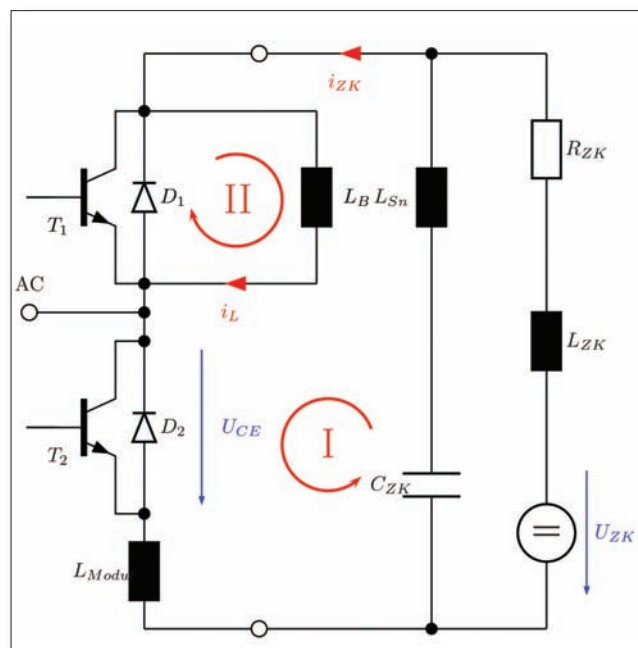 i_ZK
R_ZK
T_1
D_1
II
L_B L_Sn
AC
i_L
L_ZK
T_2
D_2
U_CE
I
C_ZK
U_ZK
L_Modu